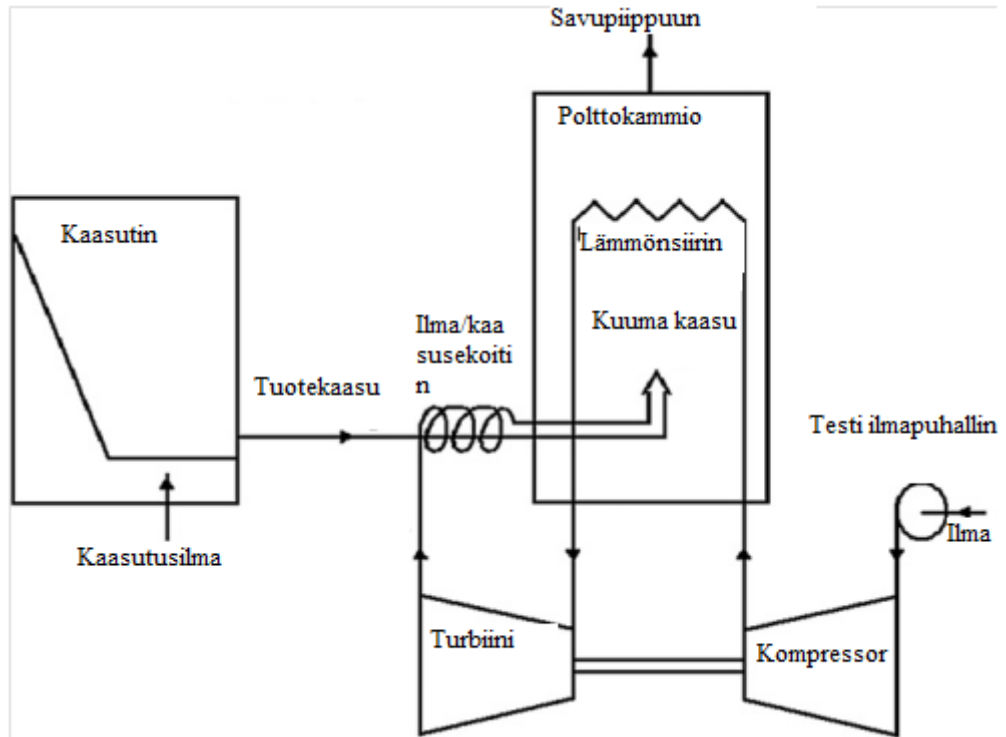 Savupiippuun
Polttokammio
Kaasutin
Lämmönsiirin
Kuuma kaasu
Ilma/kaa
susekoiti
n
Tuotekaasu
Testi ilmapuhallin
Ilma
Kaasutusilma
Turbiini
Kompressor